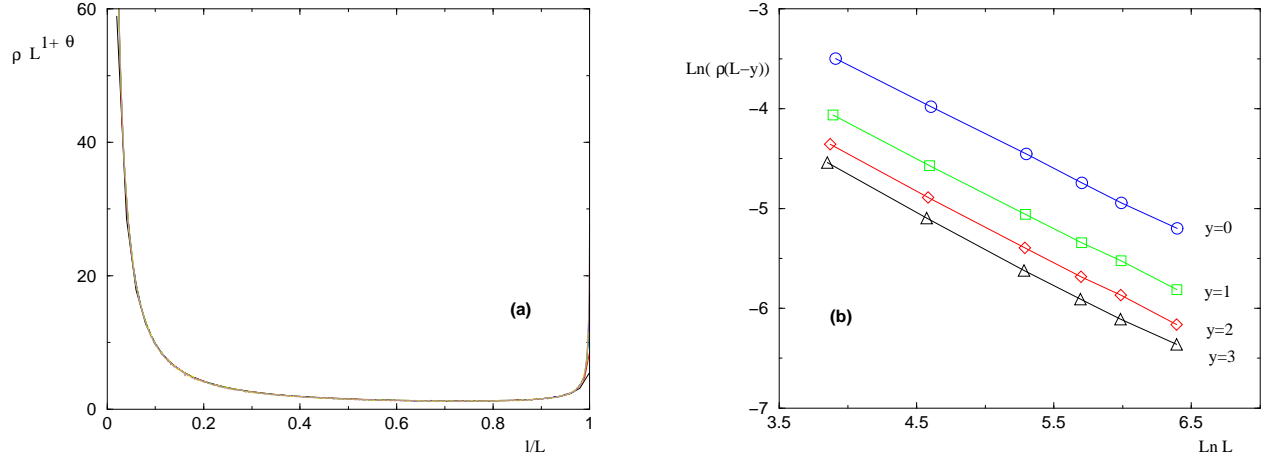 60
ρ L^{1+ θ}
40
20
(a)
0
0 0.2 0.4 0.6 0.8 1
l/L
−3
Ln( ρ(L−y))
−4
−5
y=0
y=1
−6
(b)
y=2
y=3
−7
3.5 4.5 5.5 6.5
Ln L